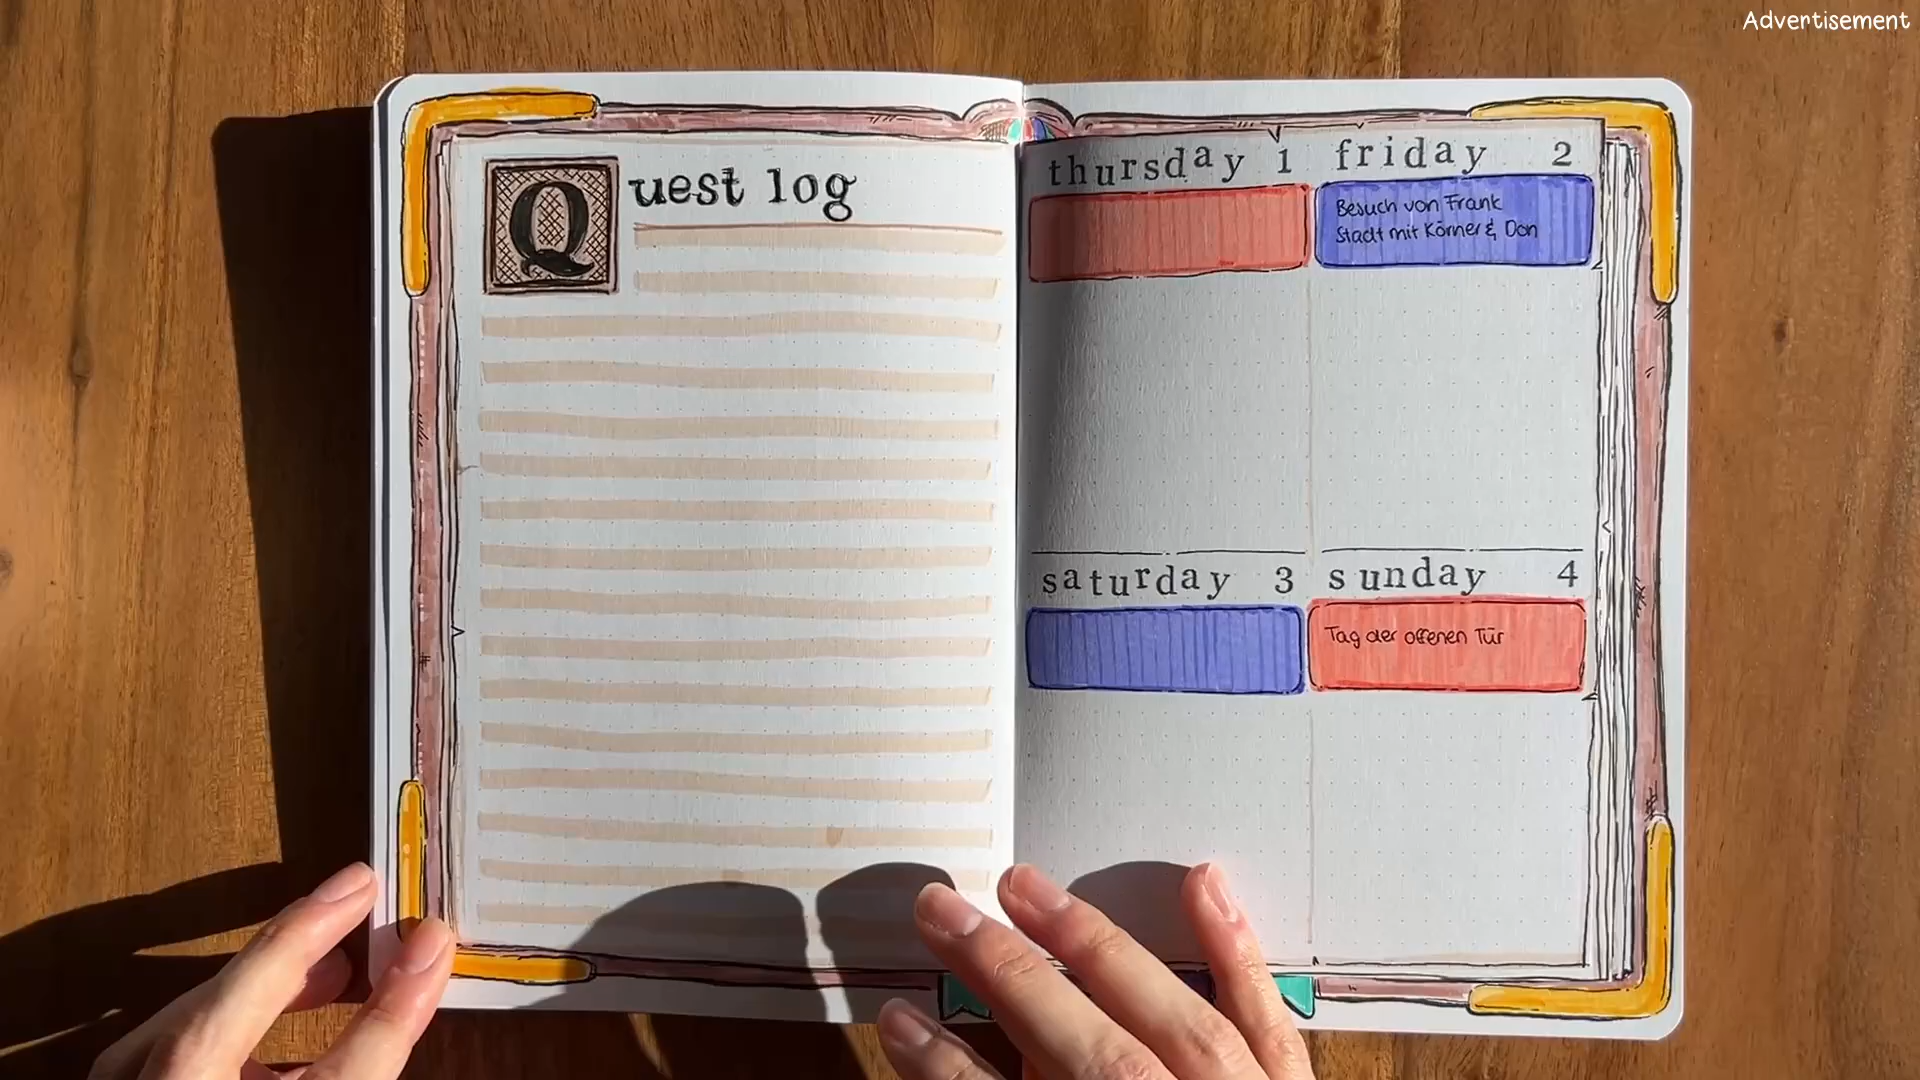 Advertisement
Quest log
thursday 1
friday 2
Besuch von Frank
Stadt mit Körner & Don
saturday 3
sunday 4
Tag der offenen Tür